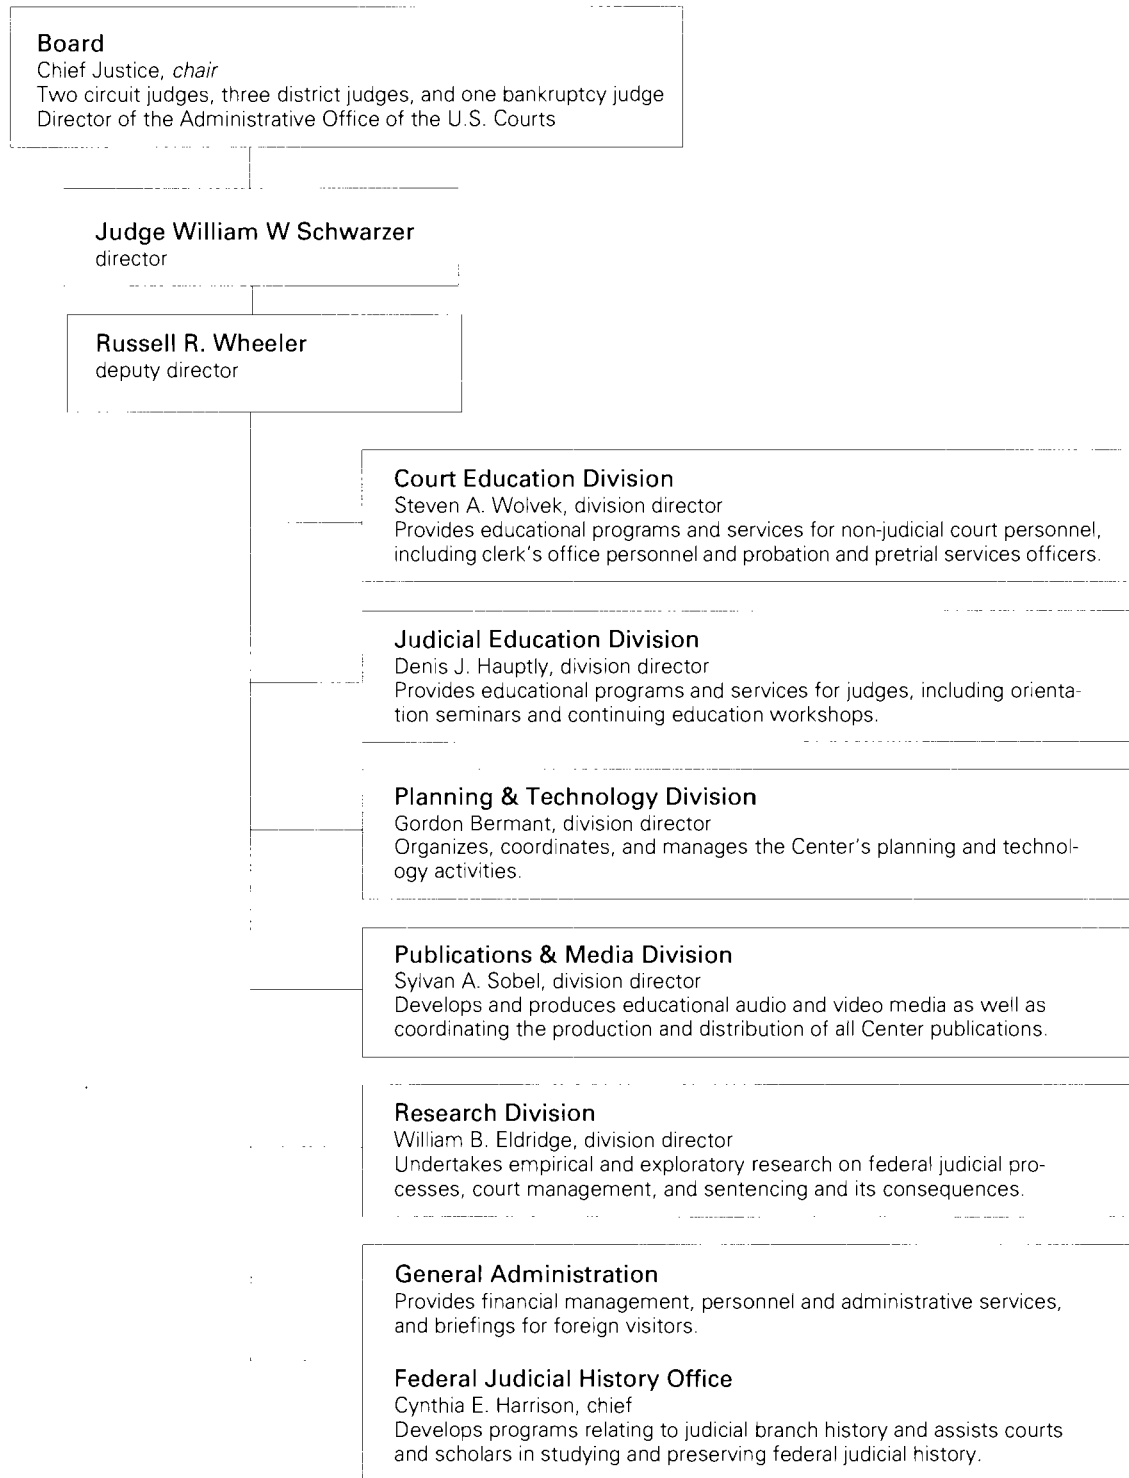 Board
Chief Justice, chair
Two circuit judges, three district judges, and one bankruptcy judge
Director of the Administrative Office of the U.S. Courts
Judge William W Schwarzer
director
Russell R. Wheeler
deputy director
Court Education Division
Steven A. Wolvek, division director
Provides educational programs and services for non-judicial court personnel,
including clerk's office personnel and probation and pretrial services officers.
Judicial Education Division
Denis J. Hauptly, division director
Provides educational programs and services for judges, including orienta-
tion seminars and continuing education workshops.
Planning & Technology Division
Gordon Bermant, division director
Organizes, coordinates, and manages the Center's planning and technol-
ogy activities.
Publications & Media Division
Sylvan A. Sobel, division director
Develops and produces educational audio and video media as well as
coordinating the production and distribution of all Center publications.
Research Division
William B. Eldridge, division director
Undertakes empirical and exploratory research on federal judicial pro-
cesses, court management, and sentencing and its consequences.
General Administration
Provides financial management, personnel and administrative services,
and briefings for foreign visitors.
Federal Judicial History Office
Cynthia E. Harrison, chief
Develops programs relating to judicial branch history and assists courts
and scholars in studying and preserving federal judicial history.